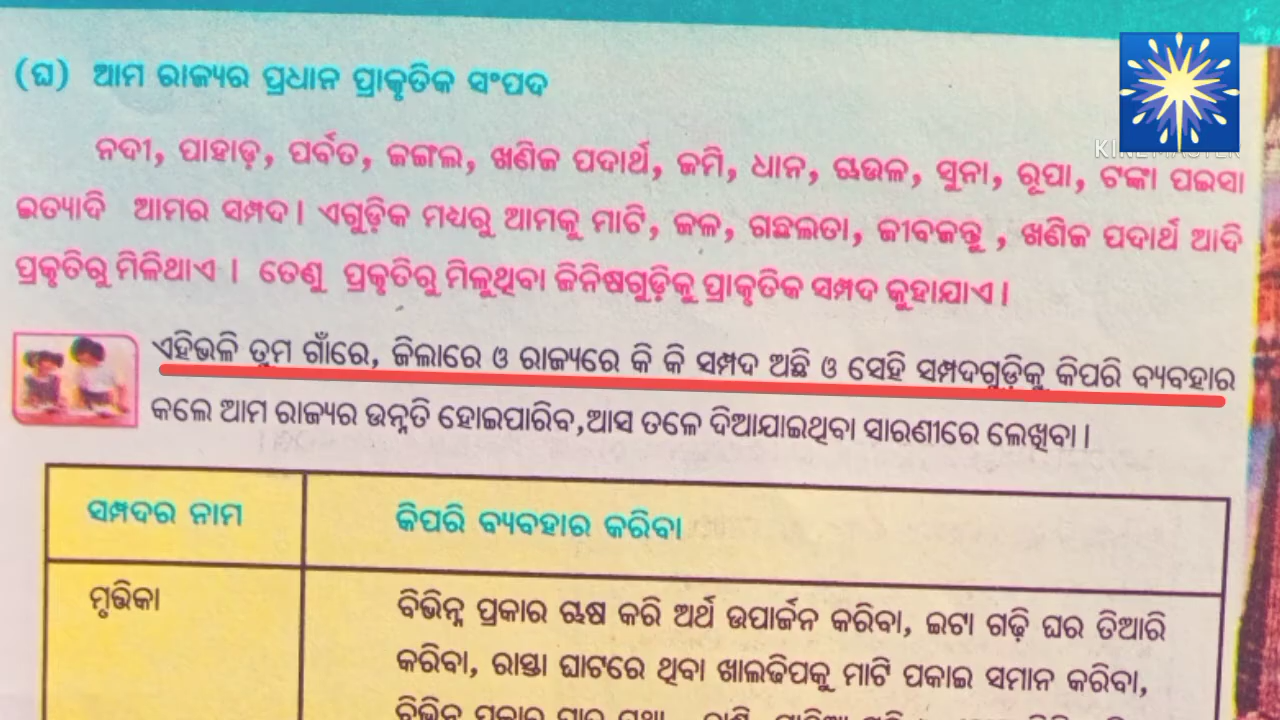 (ଘ) ଆମ ରାଜ୍ୟର ପ୍ରଧାନ ପ୍ରାକୃତିକ ସଂପଦ
ନଦୀ, ପାହାଡ଼, ପର୍ବତ, ଜଙ୍ଗଲ, ଖଣିଜ ପଦାର୍ଥ, ଜମି, ଧାନ, ଚାଉଳ, ସୁନା, ରୂପା, ଟଙ୍କା ପଇସା
ଇତ୍ୟାଦି ଆମର ସମ୍ପଦ। ଏଗୁଡ଼ିକ ମଧ୍ୟରୁ ଆମକୁ ମାଟି, ଜଳ, ଗଛଲତା, ଜୀବଜନ୍ତୁ, ଖଣିଜ ପଦାର୍ଥ ଆଦି
ପ୍ରକୃତିରୁ ମିଳିଥାଏ। ତେଣୁ ପ୍ରକୃତିରୁ ମିଳୁଥିବା ଜିନିଷଗୁଡ଼ିକୁ ପ୍ରାକୃତିକ ସମ୍ପଦ କୁହାଯାଏ।
ଏହିଭଳି ତୁମ ଗାଁରେ, ଜିଲାରେ ଓ ରାଜ୍ୟରେ କି କି ସମ୍ପଦ ଅଛି ଓ ସେହି ସମ୍ପଦଗୁଡ଼ିକୁ କିପରି ବ୍ୟବହାର
କଲେ ଆମ ରାଜ୍ୟର ଉନ୍ନତି ହୋଇପାରିବ,ଆସ ତଳେ ଦିଆଯାଇଥିବା ସାରଣୀରେ ଲେଖିବା।
ସମ୍ପଦର ନାମ କିପରି ବ୍ୟବହାର କରିବା
ମୃତ୍ତିକା ବିଭିନ୍ନ ପ୍ରକାର ଚାଷ କରି ଅର୍ଥ ଉପାର୍ଜନ କରିବା, ଇଟା ଗଢ଼ି ଘର ତିଆରି
କରିବା, ରାସ୍ତା ଘାଟରେ ଥିବା ଖାଲଢିପକୁ ମାଟି ପକାଇ ସମାନ କରିବା,
ବିଭିନ୍ନ ପ୍ରକାର